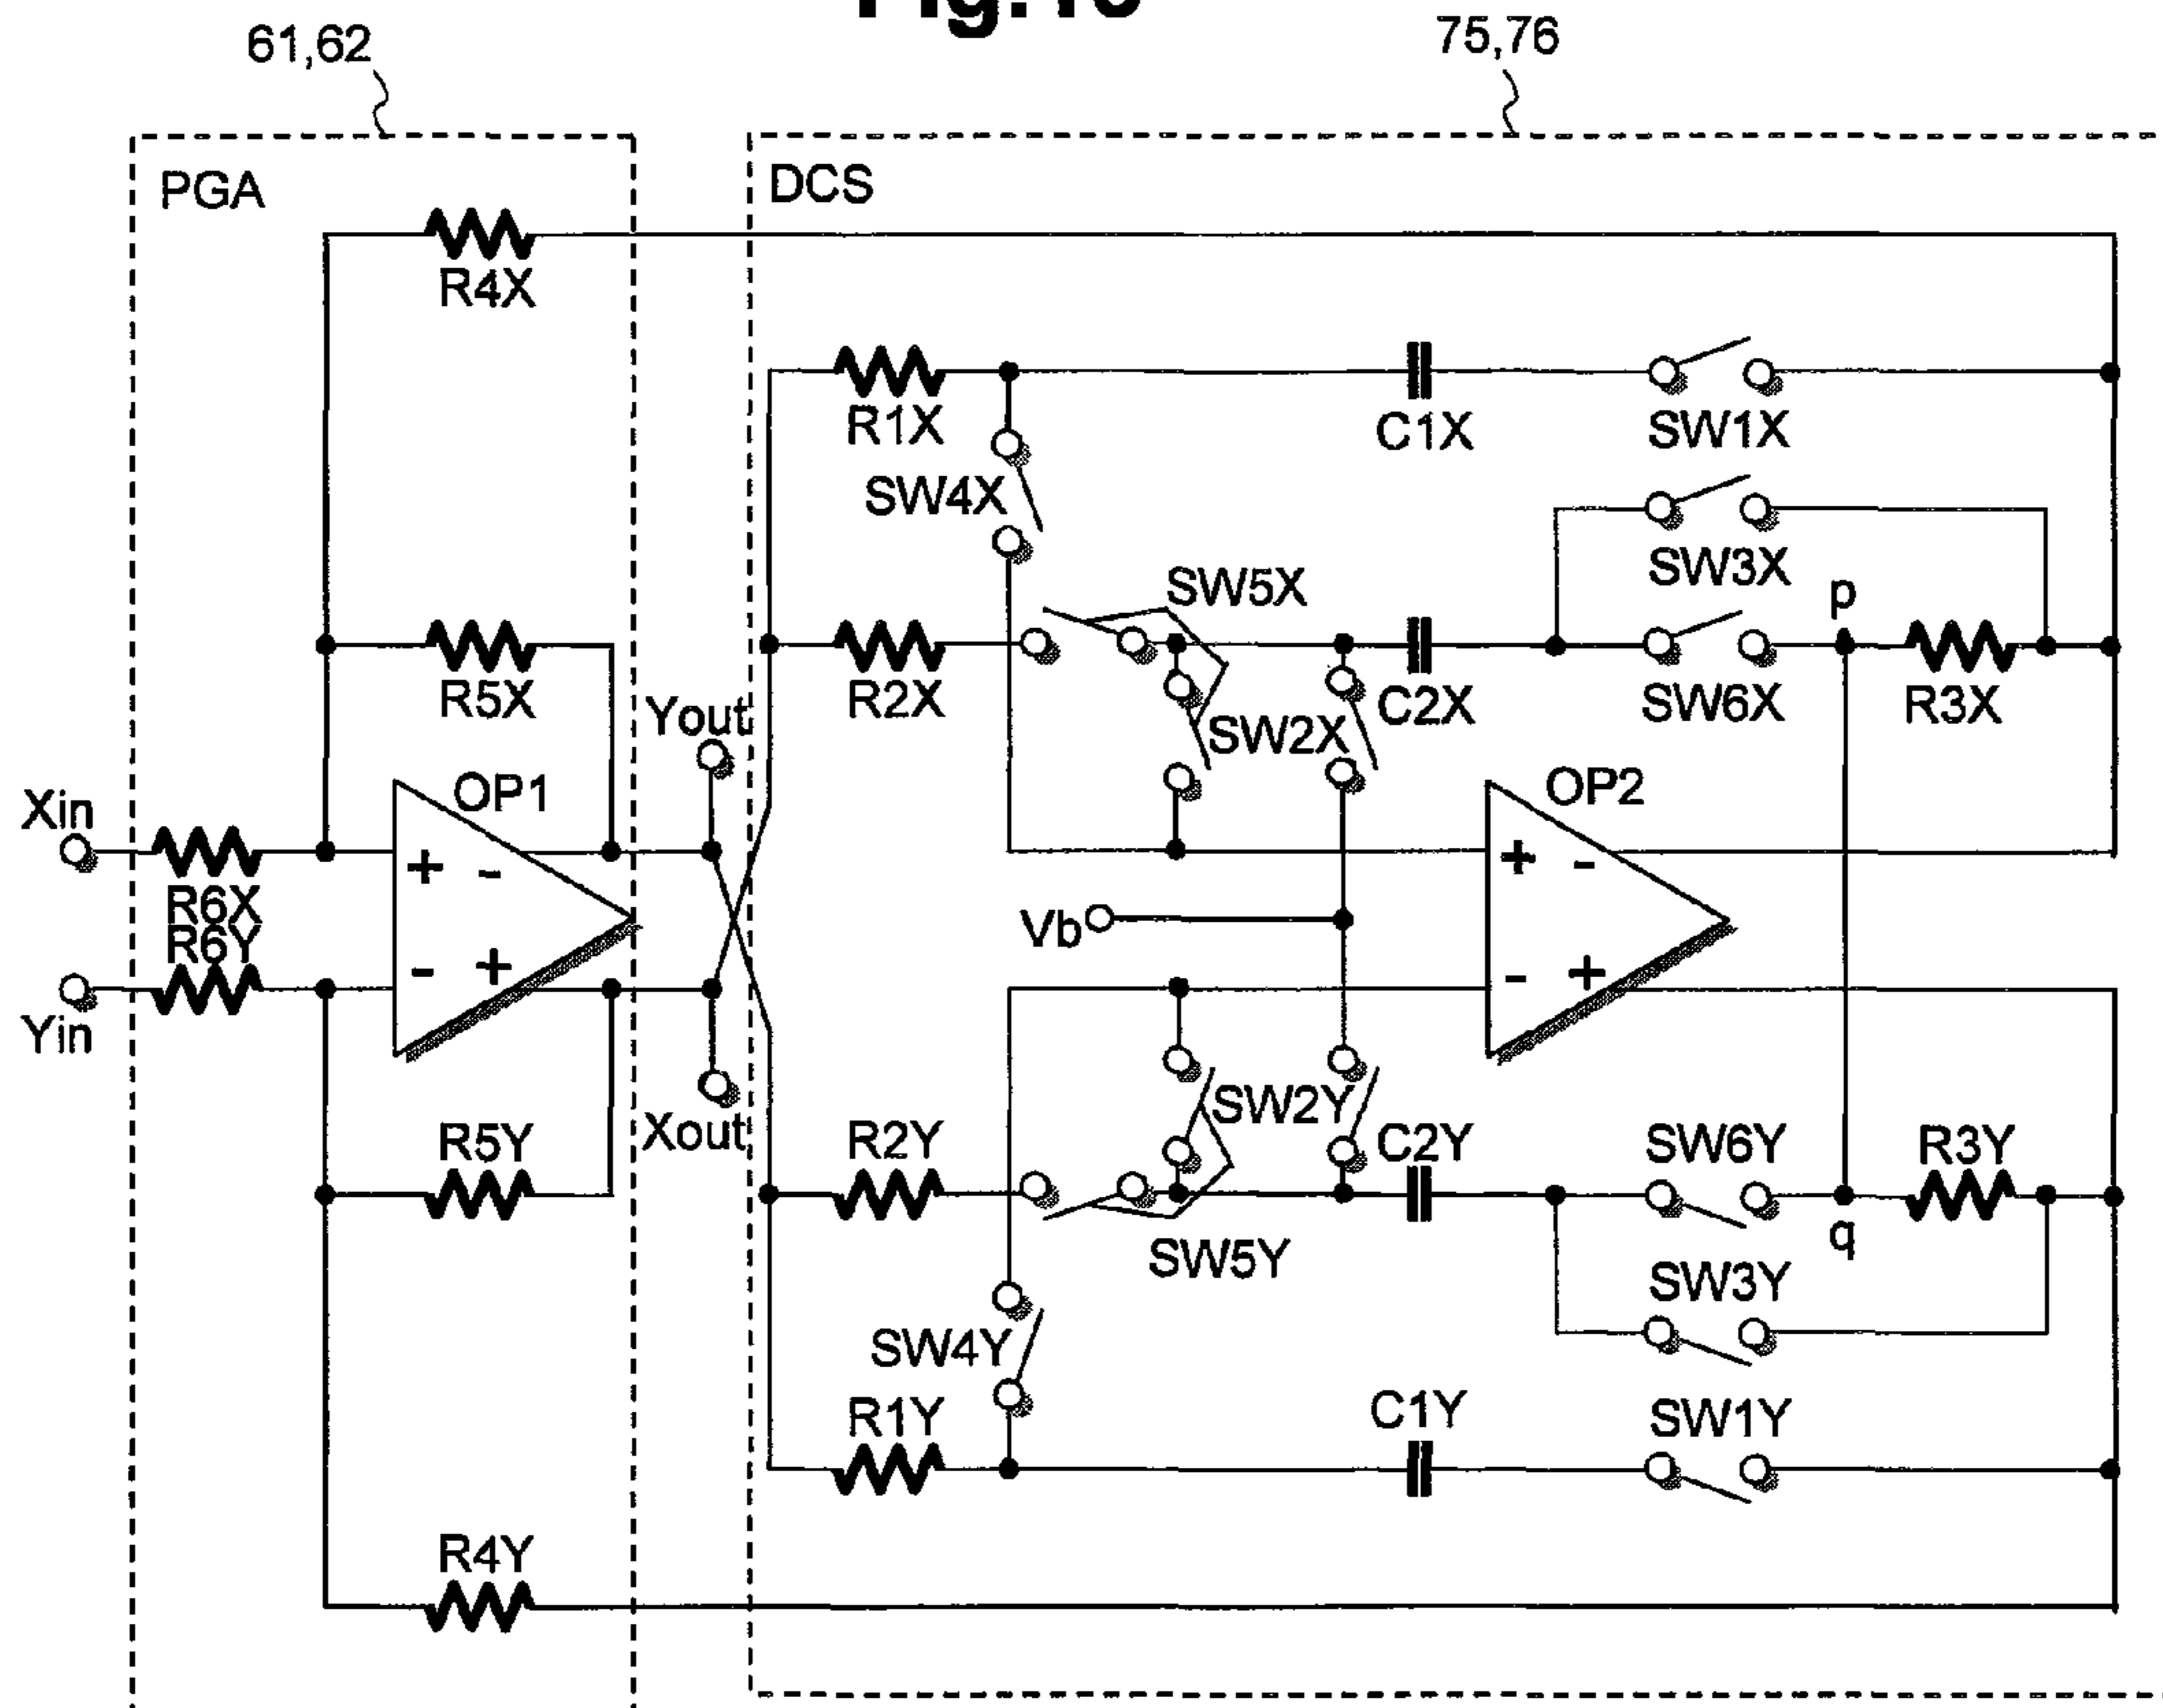 61,62
75,76
PGA
DCS
R4X
R1X
C1X
SW1X
SW4X
SW3X
SW5X
p
R5X
Yout
R2X
SW2X
C2X
SW6X
R3X
Xin
OP1
OP2
+
-
+
-
R6X
Vb
R6Y
-
+
-
+
Yin
Xout
SW2Y
R5Y
R2Y
C2Y
SW6Y
R3Y
q
SW5Y
SW3Y
SW4Y
R1Y
C1Y
SW1Y
R4Y